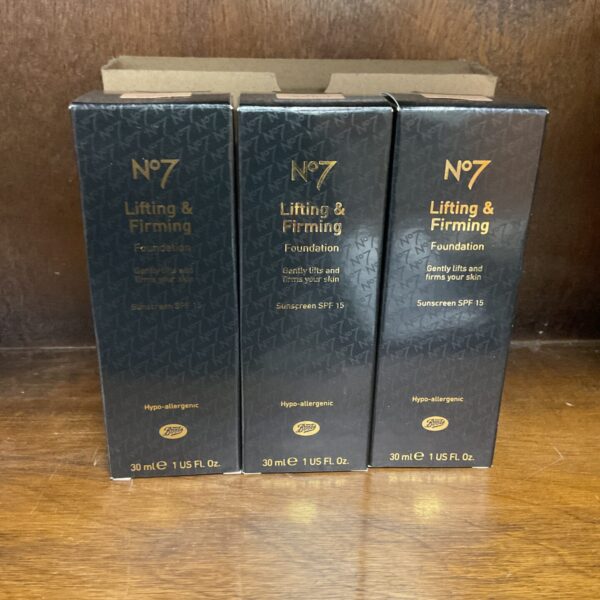 No7
Lifting &
Firming
Foundation
Gently lifts and
firms your skin
Sunscreen SPF 15
Hypo-allergenic
Boots
30 ml℮ 1 US FL. Oz.
No7
Lifting &
Firming
Foundation
Gently lifts and
firms your skin
Sunscreen SPF 15
Hypo-allergenic
Boots
30 ml℮ 1 US FL. Oz.
No7
Lifting &
Firming
Foundation
Gently lifts and
firms your skin
Sunscreen SPF 15
Hypo-allergenic
Boots
30 ml℮ 1 US FL. Oz.